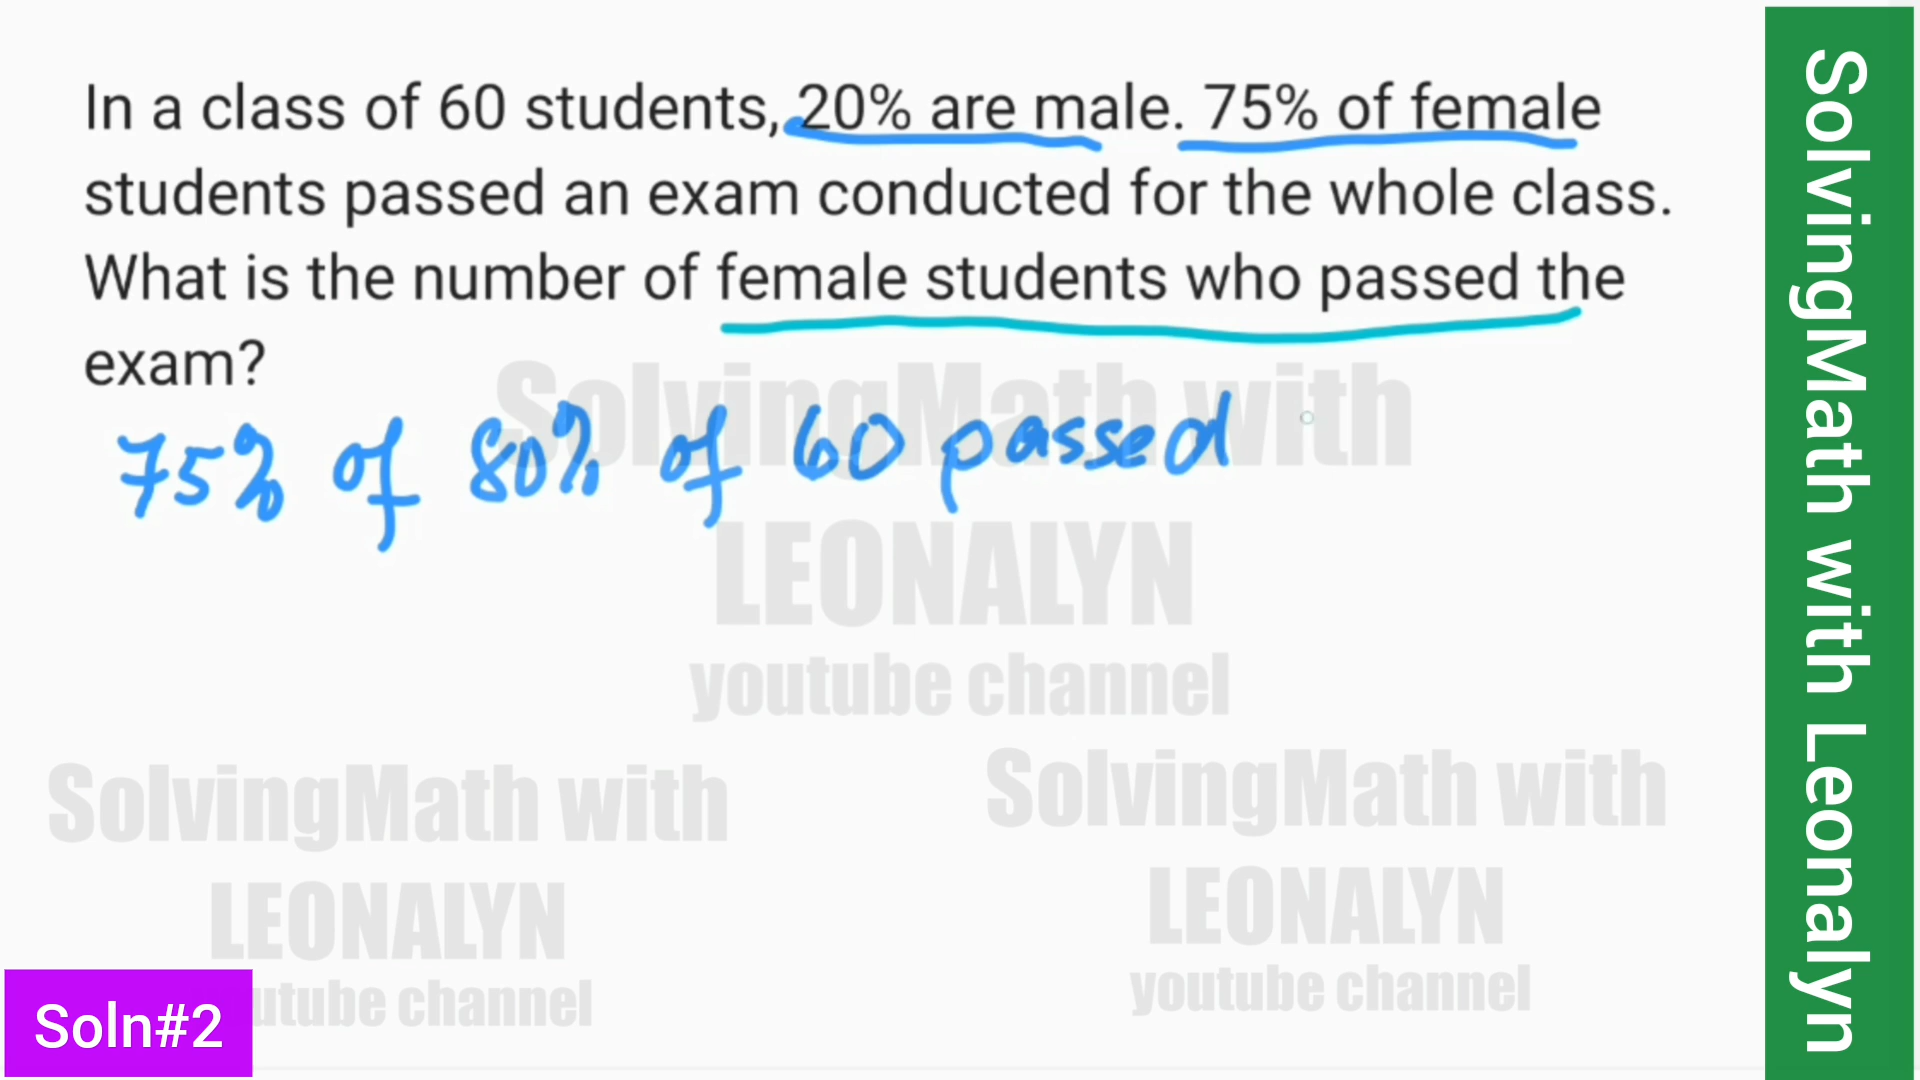 In a class of 60 students, 20% are male. 75% of female
students passed an exam conducted for the whole class.
What is the number of female students who passed the
exam?
75% of 80% of 60 passed
SolvingMath with
LEONALYN
youtube channel
SolvingMath with
LEONALYN
utube channel
SolvingMath with
LEONALYN
youtube channel
Soln#2
SolvingMath with Leonalyn